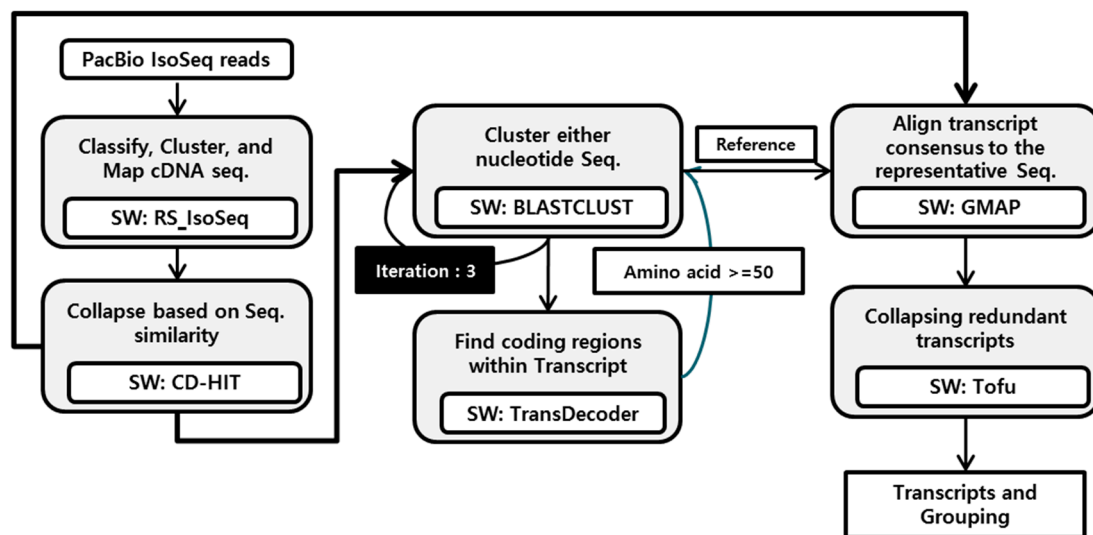 PacBio IsoSeq reads
Classify, Cluster, and
Map cDNA seq.
SW: RS_IsoSeq
Collapse based on Seq.
similarity
SW: CD-HIT
Cluster either
nucleotide Seq.
SW: BLASTCLUST
Iteration : 3
Find coding regions
within Transcript
SW: TransDecoder
Reference
Amino acid >=50
Align transcript
consensus to the
representative Seq.
SW: GMAP
Collapsing redundant
transcripts
SW: Tofu
Transcripts and
Grouping